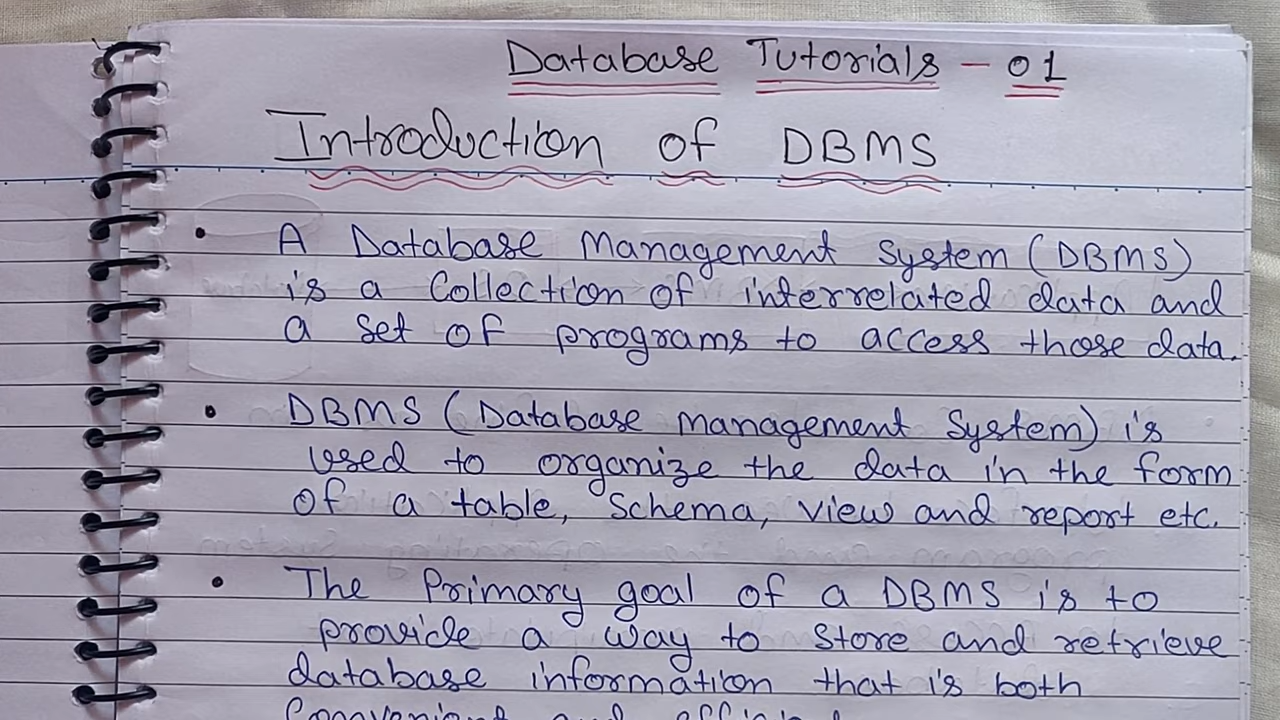 Database Tutorials - 01
Introduction of DBMS
• A Database Management System (DBMS)
is a Collection of interrelated data and
a set of programs to access those data.
• DBMS (Database Management System) is
used to organize the data in the form
of a table, Schema, view and report etc.
• The Primary goal of a DBMS is to
provide a way to Store and retrieve
database information that is both
Convenient and efficient